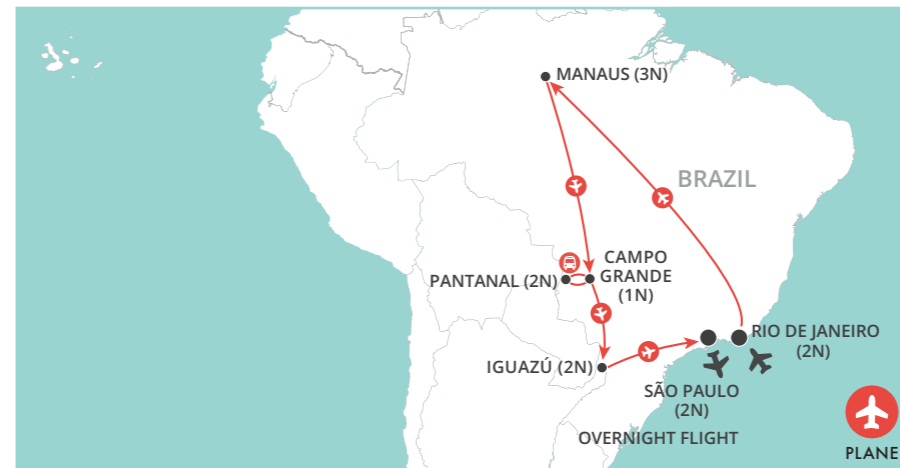 MANAUS (3N)
BRAZIL
CAMPO
GRANDE
(1N)
PANTANAL (2N)
RIO DE JANEIRO
(2N)
IGUAZÚ (2N)
SÃO PAULO
(2N)
OVERNIGHT FLIGHT
PLANE